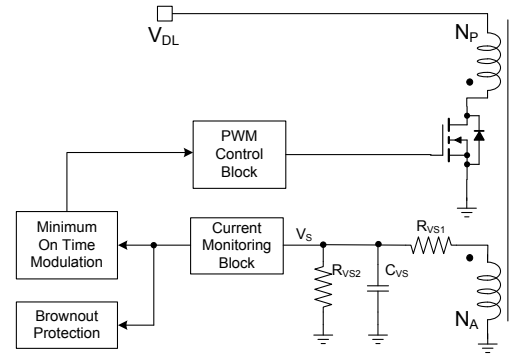 V_DL
N_P
PWM
Control
Block
Minimum
On Time
Modulation
Current
Monitoring
Block
V_S
R_VS1
R_VS2
C_VS
Brownout
Protection
N_A